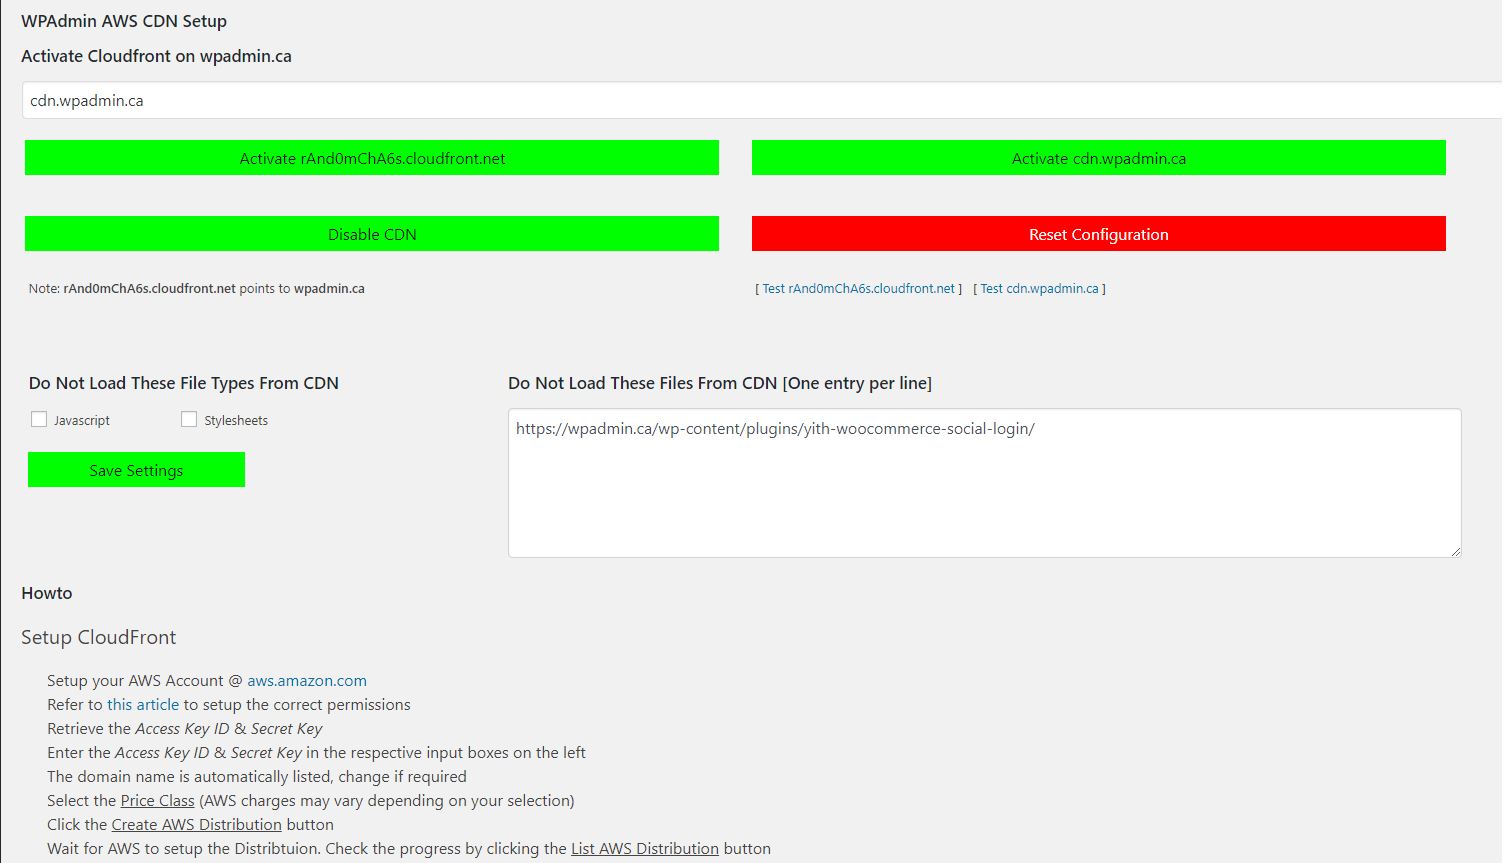 WPAdmin AWS CDN Setup
Activate Cloudfront on wpadmin.ca
cdn.wpadmin.ca
Activate rAnd0mChA6s.cloudfront.net
Activate cdn.wpadmin.ca
Disable CDN
Reset Configuration
Note: rAnd0mChA6s.cloudfront.net points to wpadmin.ca
[ Test rAnd0mChA6s.cloudfront.net ] [ Test cdn.wpadmin.ca ]
Do Not Load These File Types From CDN
Javascript
Stylesheets
Save Settings
Do Not Load These Files From CDN [One entry per line]
https://wpadmin.ca/wp-content/plugins/yith-woocommerce-social-login/
Howto
Setup CloudFront
Setup your AWS Account @ aws.amazon.com
Refer to this article to setup the correct permissions
Retrieve the Access Key ID & Secret Key
Enter the Access Key ID & Secret Key in the respective input boxes on the left
The domain name is automatically listed, change if required
Select the Price Class (AWS charges may vary depending on your selection)
Click the Create AWS Distribution button
Wait for AWS to setup the Distribtuion. Check the progress by clicking the List AWS Distribution button